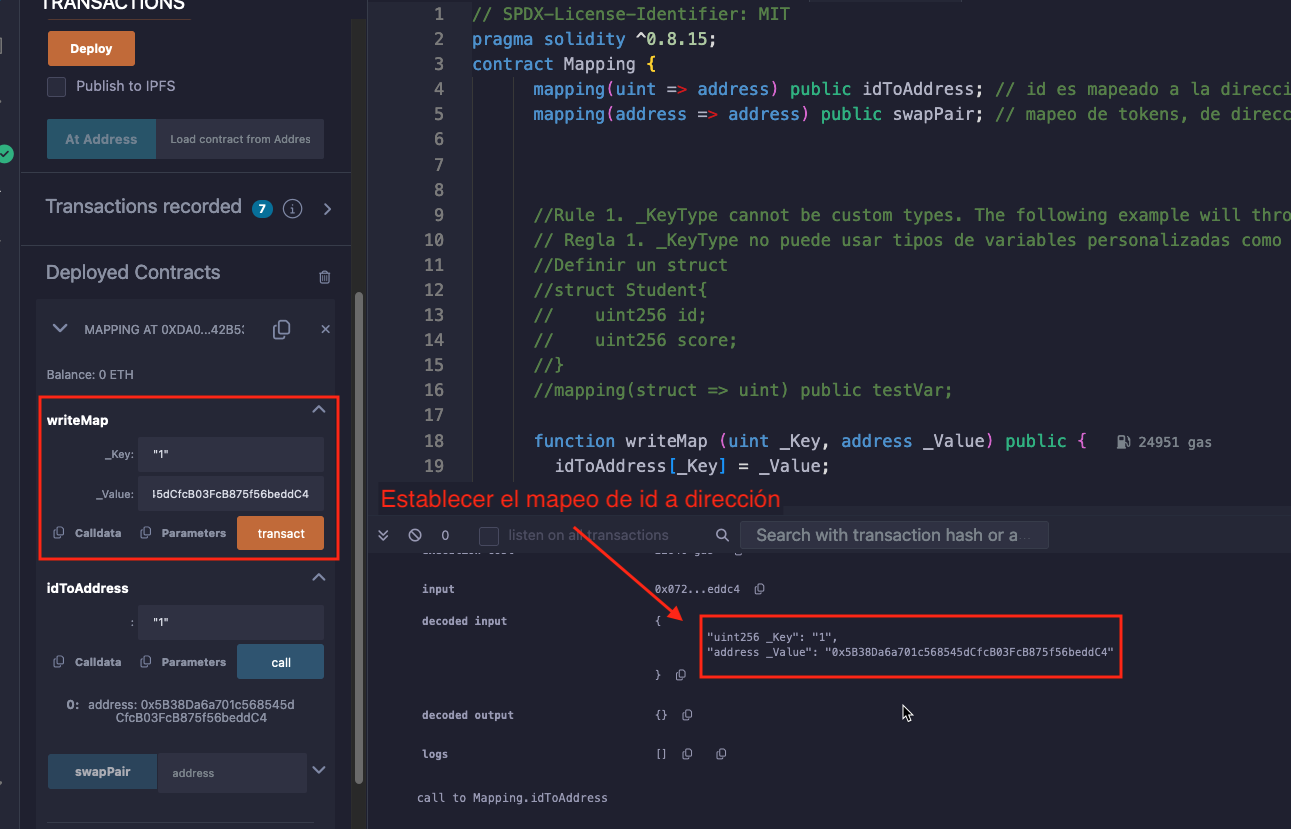 TRANSACTIONS
Deploy
Publish to IPFS
At Address
Load contract from Addres
Transactions recorded 7 i
Deployed Contracts
MAPPING AT 0XDA0...42B53
Balance: 0 ETH
writeMap
_Key: "1"
_Value: 45dCfcB03FcB875f56beddC4
Calldata Parameters transact
idToAddress
: "1"
Calldata Parameters call
0: address: 0x5B38Da6a701c568545d
CfcB03FcB875f56beddC4
swapPair address
1 // SPDX-License-Identifier: MIT
2 pragma solidity ^0.8.15;
3 contract Mapping {
4 mapping(uint => address) public idToAddress; // id es mapeado a la direcci
5 mapping(address => address) public swapPair; // mapeo de tokens, de direcc
6
7
8
9 //Rule 1. _KeyType cannot be custom types. The following example will thro
10 // Regla 1. _KeyType no puede usar tipos de variables personalizadas como
11 //Definir un struct
12 //struct Student{
13 // uint256 id;
14 // uint256 score;
15 //}
16 //mapping(struct => uint) public testVar;
17
18 function writeMap (uint _Key, address _Value) public { 24951 gas
19 idToAddress[_Key] = _Value;
Establecer el mapeo de id a dirección
0 listen on all transactions Search with transaction hash or a...
input 0x072...eddc4
decoded input {
"uint256 _Key": "1",
"address _Value": "0x5B38Da6a701c568545dCfcB03FcB875f56beddC4"
}
decoded output {}
logs []
call to Mapping.idToAddress